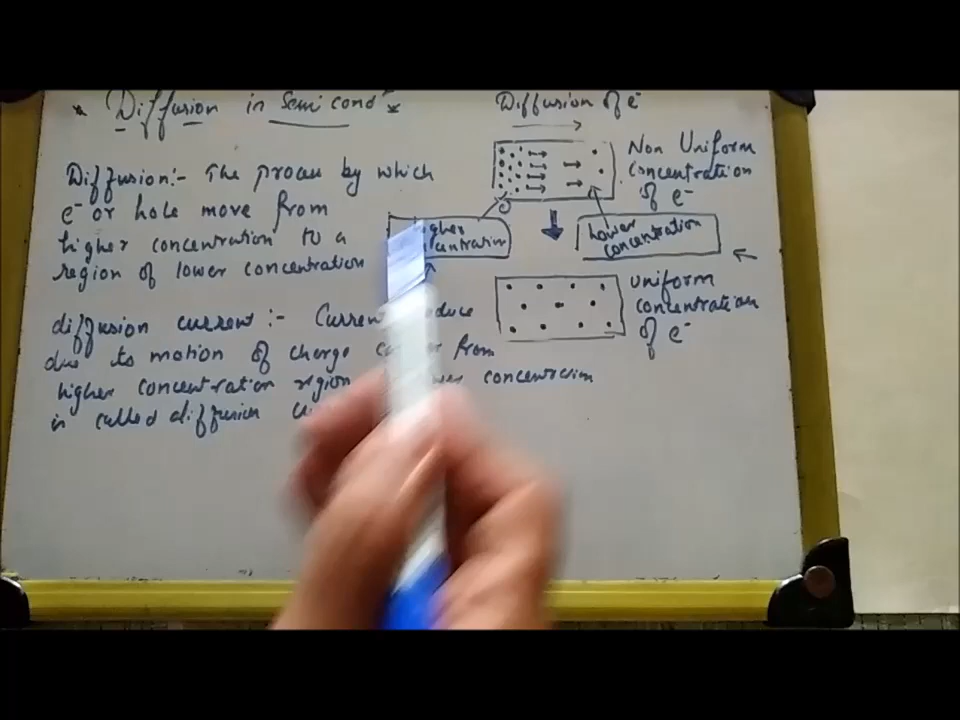 * Diffusion in Semicond" *
Diffusion:- The process by which
e- or hole move from
higher concentration to a
region of lower concentration
diffusion current:- Current
due to motion of charge from
higher concentration region concentration
is called diffusion
Diffusion of e-
Non Uniform
concentration
of e-
Lower
concentration
uniform
concentration
of e-